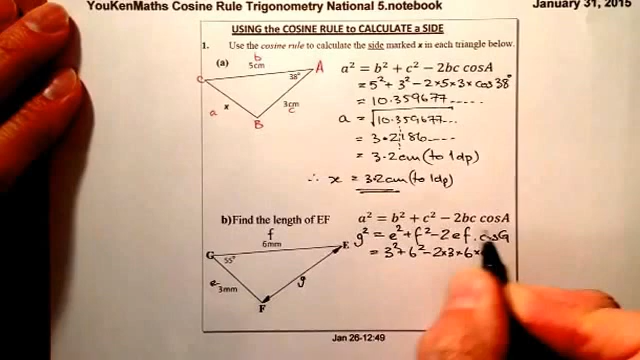 YouKenMaths Cosine Rule Trigonometry National 5.notebook
January 31, 2015
USING the COSINE RULE to CALCULATE a SIDE
1. Use the cosine rule to calculate the side marked x in each triangle below.
(a)
b
5cm
A
38°
C
3cm
c
a
x
B
a² = b² + c² − 2bc cosA
= 5² + 3² − 2×5×3×cos38°
= 10.359677.....
a = √10.359677...
= 3.2186....
= 3.2cm (to 1dp)
∴ x = 3.2cm (to 1dp)
b)Find the length of EF
f
6mm
G
E
55°
e
3mm
g
F
a² = b² + c² − 2bc cosA
g² = e² + f² − 2ef.cosG
= 3² + 6² − 2×3×6×
Jan 26-12:49